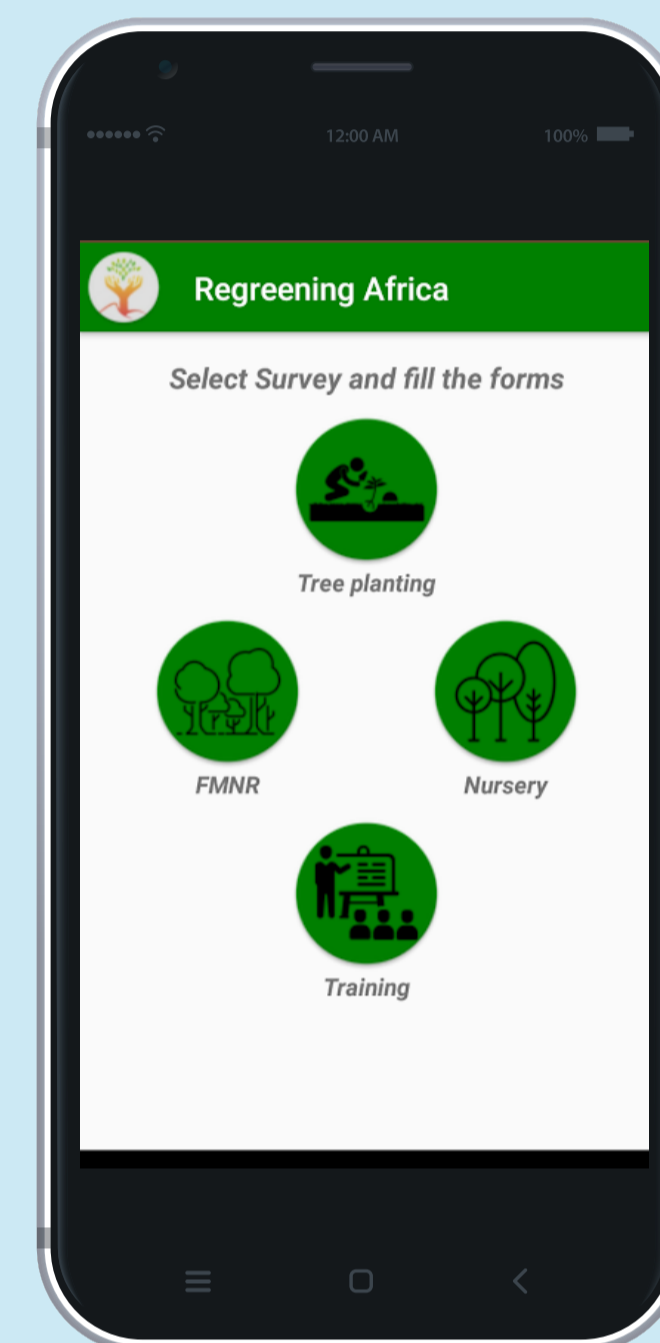 12:00 AM 100%
Regreening Africa
Select Survey and fill the forms
Tree planting
FMNR Nursery
Training